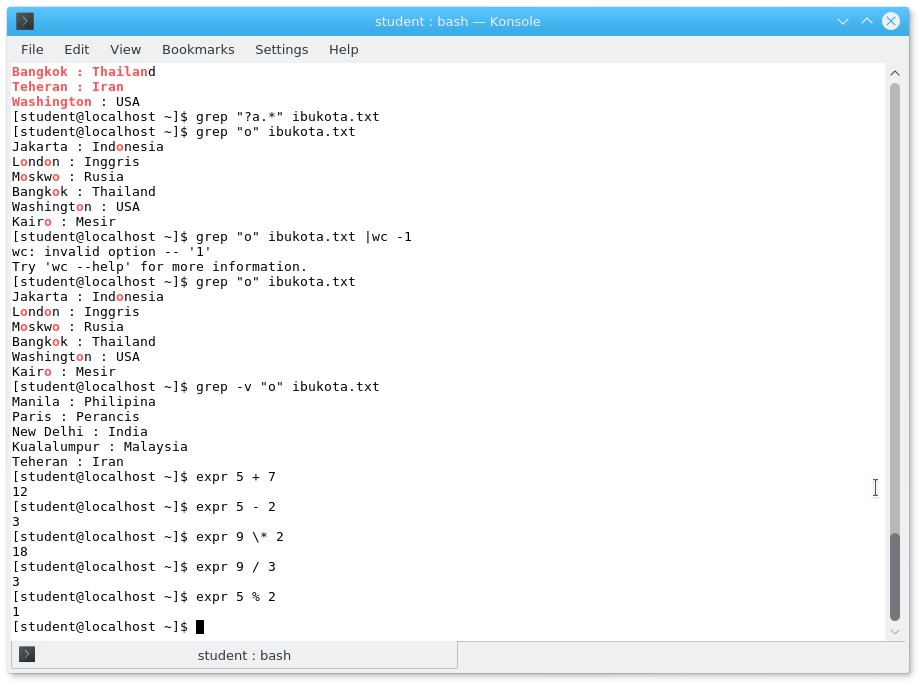 student : bash — Konsole
File Edit View Bookmarks Settings Help
Bangkok : Thailand
Teheran : Iran
Washington : USA
[student@localhost ~]$ grep "?a.*" ibukota.txt
[student@localhost ~]$ grep "o" ibukota.txt
Jakarta : Indonesia
London : Inggris
Moskwo : Rusia
Bangkok : Thailand
Washington : USA
Kairo : Mesir
[student@localhost ~]$ grep "o" ibukota.txt |wc -1
wc: invalid option -- '1'
Try 'wc --help' for more information.
[student@localhost ~]$ grep "o" ibukota.txt
Jakarta : Indonesia
London : Inggris
Moskwo : Rusia
Bangkok : Thailand
Washington : USA
Kairo : Mesir
[student@localhost ~]$ grep -v "o" ibukota.txt
Manila : Philipina
Paris : Perancis
New Delhi : India
Kualalumpur : Malaysia
Teheran : Iran
[student@localhost ~]$ expr 5 + 7
12
[student@localhost ~]$ expr 5 - 2
3
[student@localhost ~]$ expr 9 \* 2
18
[student@localhost ~]$ expr 9 / 3
3
[student@localhost ~]$ expr 5 % 2
1
[student@localhost ~]$
student : bash